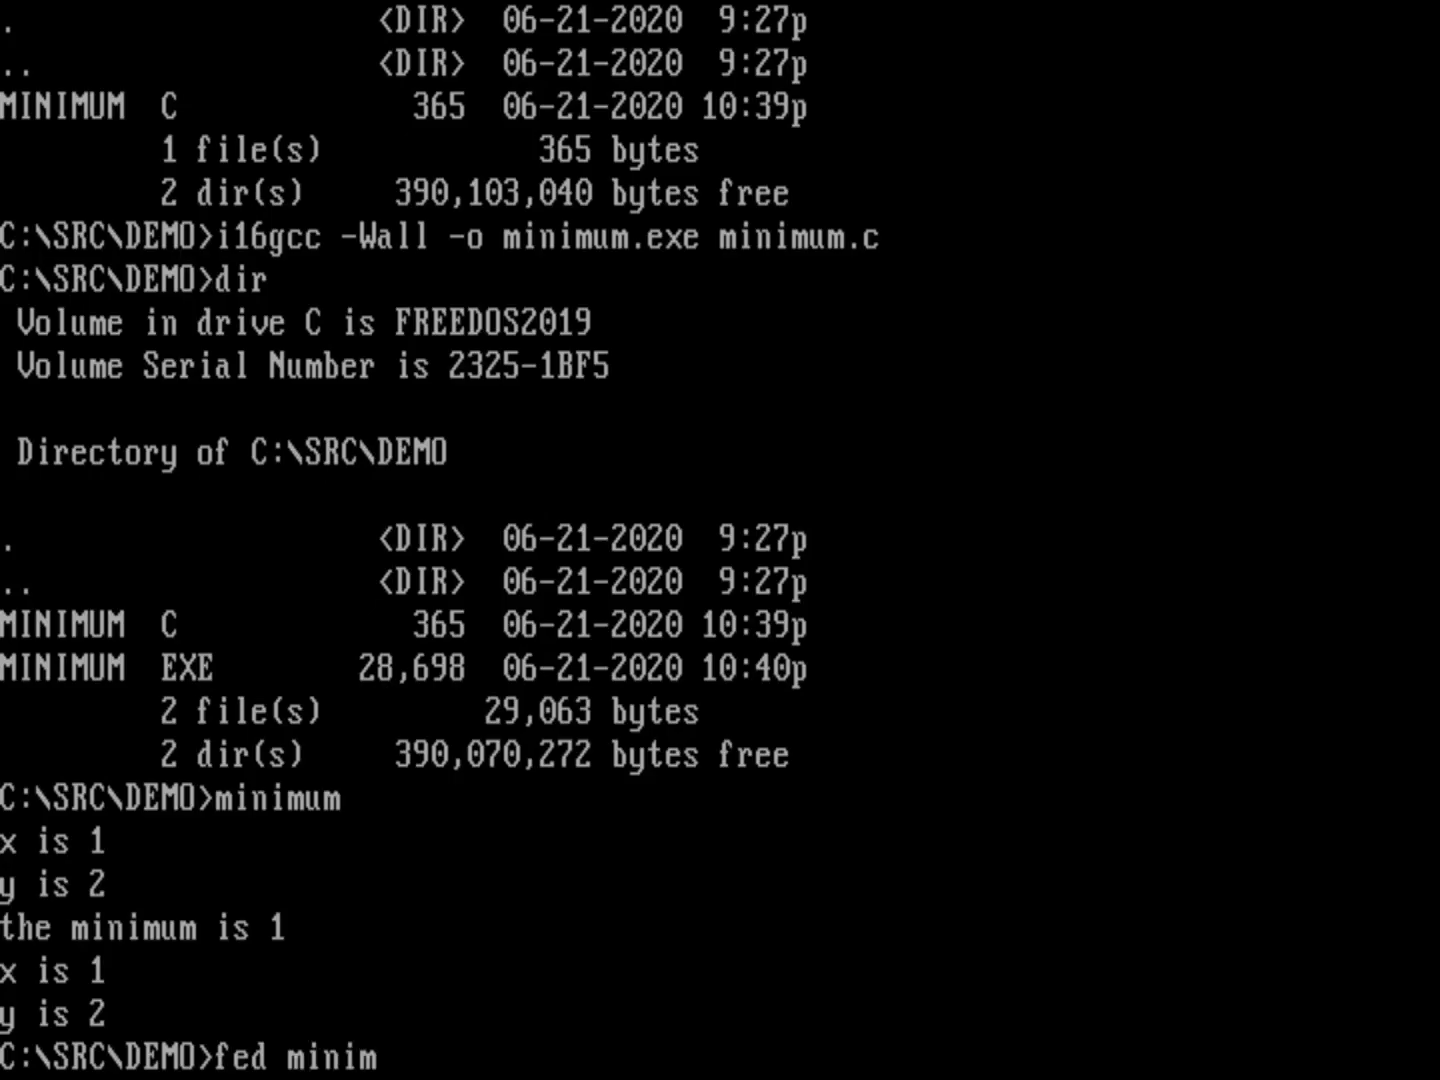 . <DIR> 06-21-2020 9:27p
.. <DIR> 06-21-2020 9:27p
MINIMUM C 365 06-21-2020 10:39p
1 file(s) 365 bytes
2 dir(s) 390,103,040 bytes free
C:\SRC\DEMO>i16gcc -Wall -o minimum.exe minimum.c
C:\SRC\DEMO>dir
Volume in drive C is FREEDOS2019
Volume Serial Number is 2325-1BF5
Directory of C:\SRC\DEMO
. <DIR> 06-21-2020 9:27p
.. <DIR> 06-21-2020 9:27p
MINIMUM C 365 06-21-2020 10:39p
MINIMUM EXE 28,698 06-21-2020 10:40p
2 file(s) 29,063 bytes
2 dir(s) 390,070,272 bytes free
C:\SRC\DEMO>minimum
x is 1
y is 2
the minimum is 1
x is 1
y is 2
C:\SRC\DEMO>fed minim